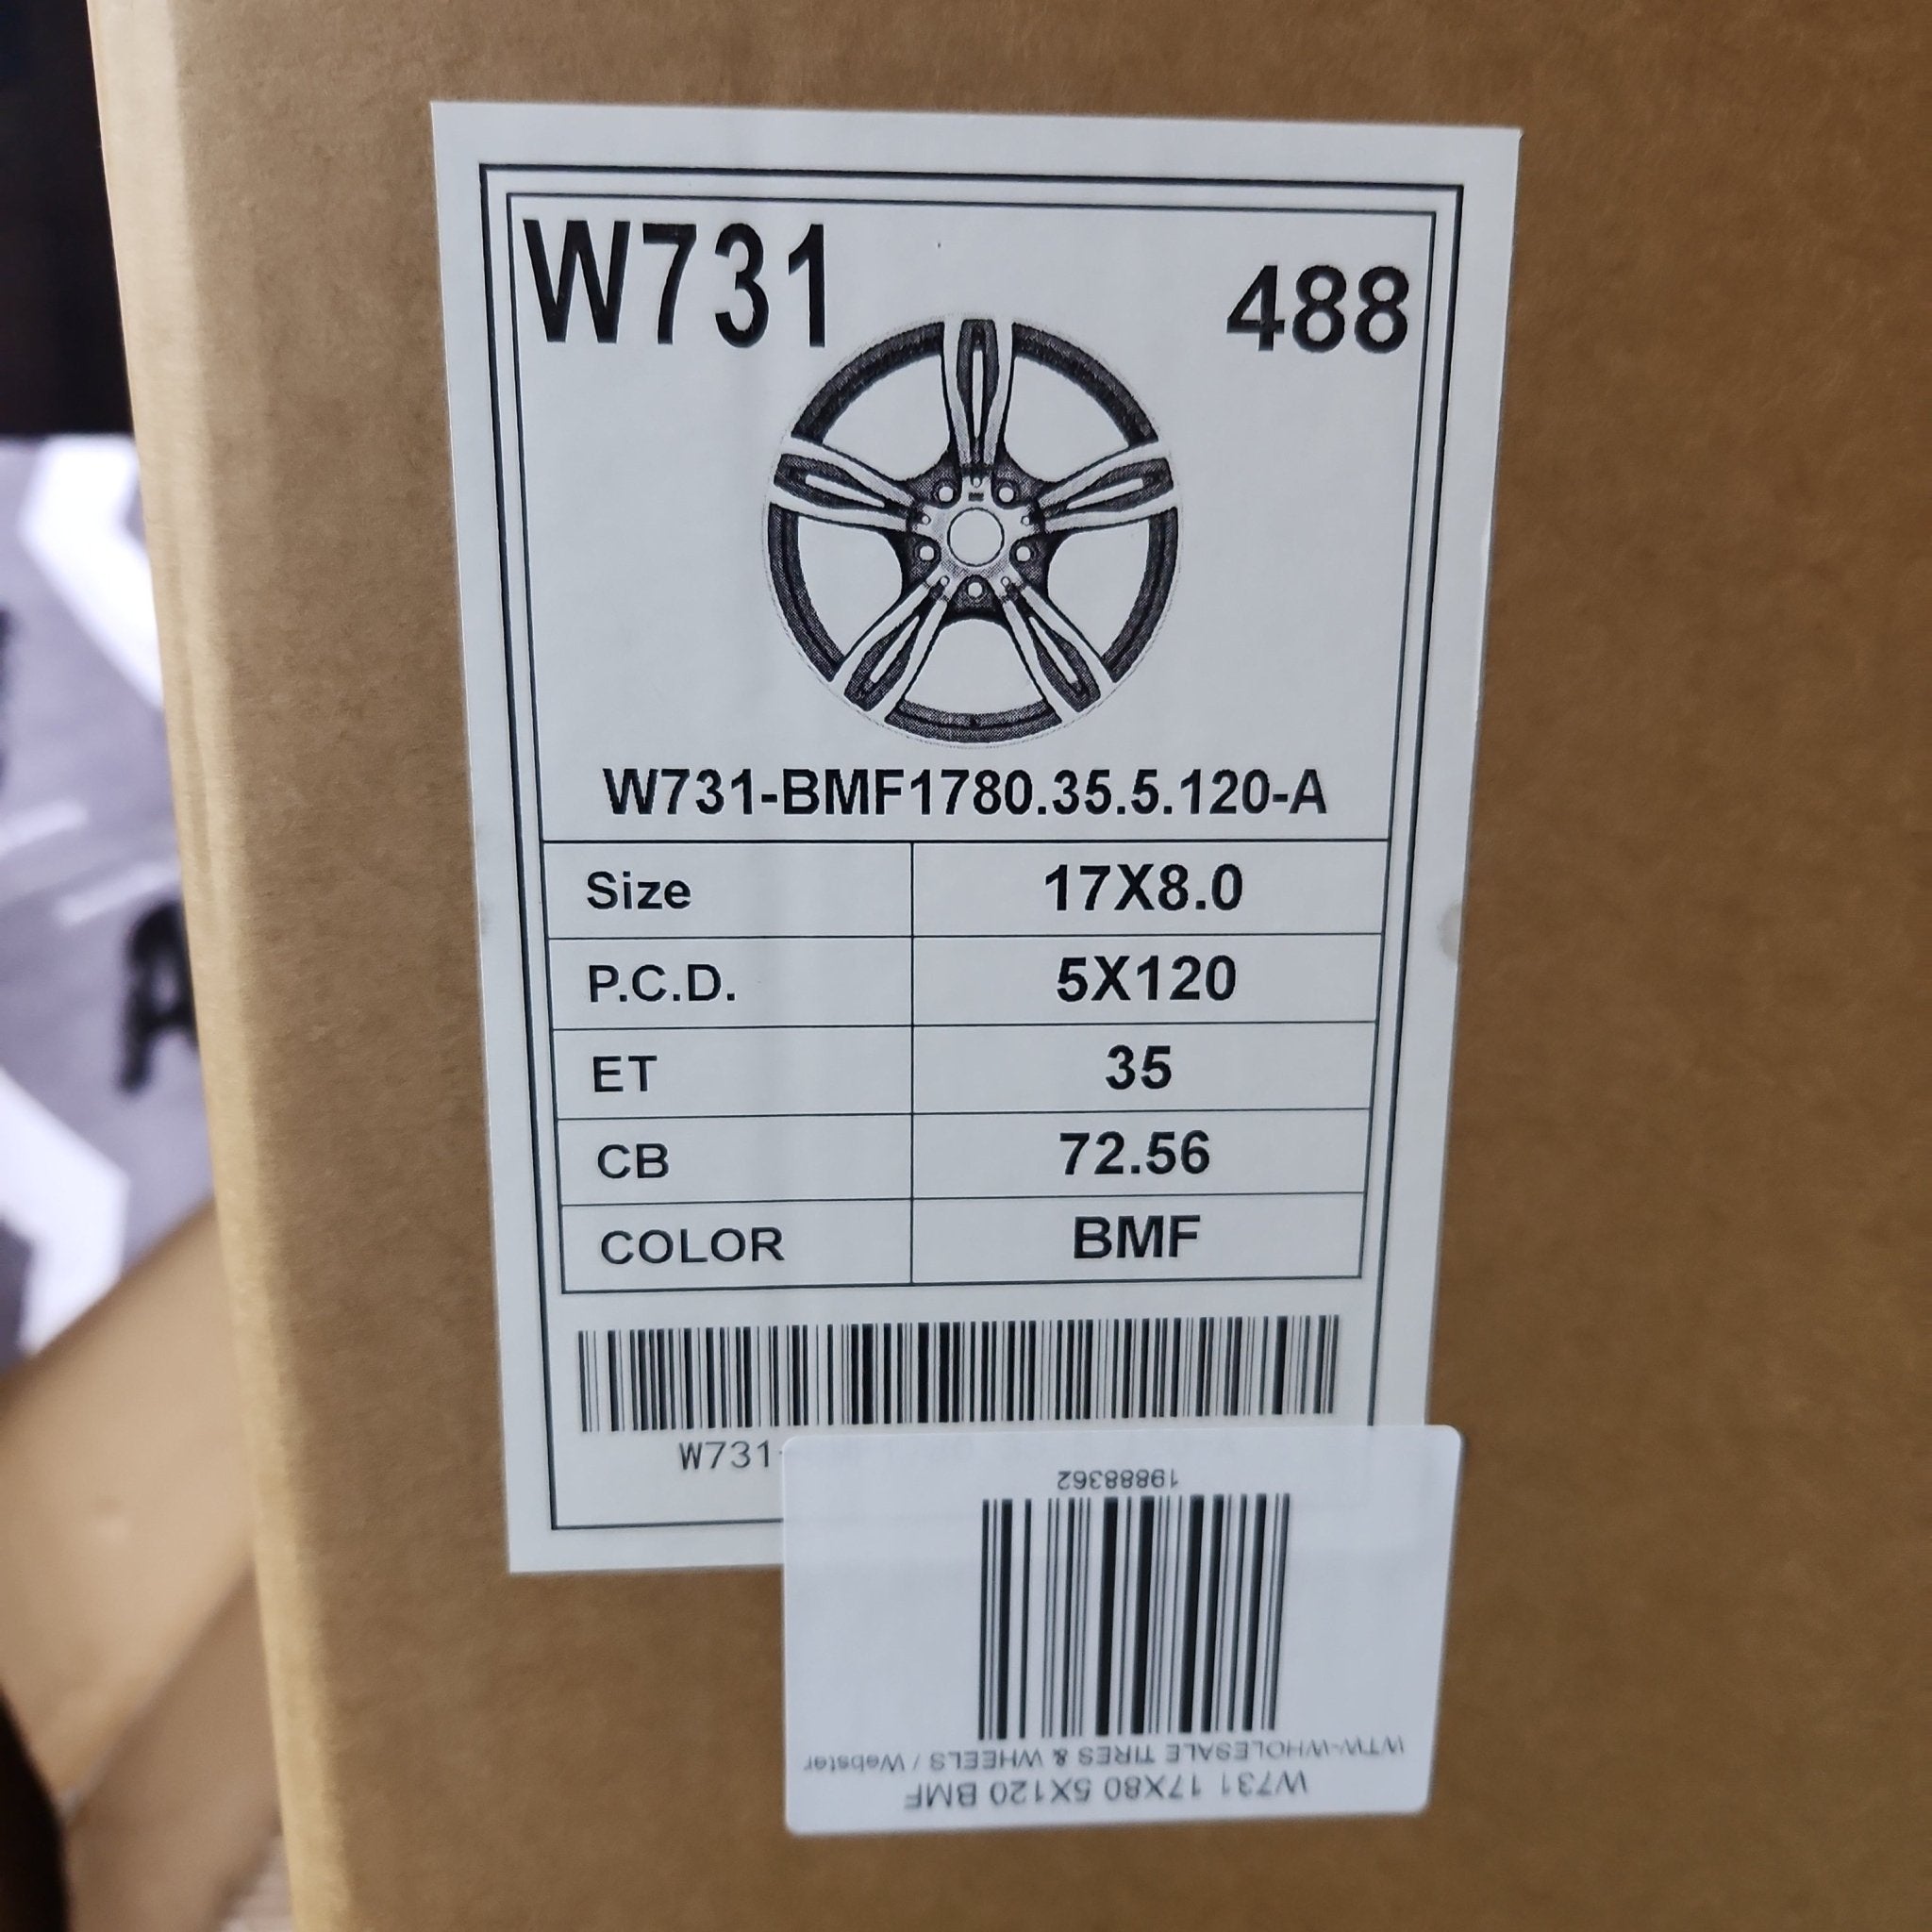 W731
488
W731-BMF1780.35.5.120-A
Size 17X8.0
P.C.D. 5X120
ET 35
CB 72.56
COLOR BMF
W731-
W731 17X80 5X120 BMF
WTW-WHOLESALE TIRES & WHEELS / Webster
19888362
A